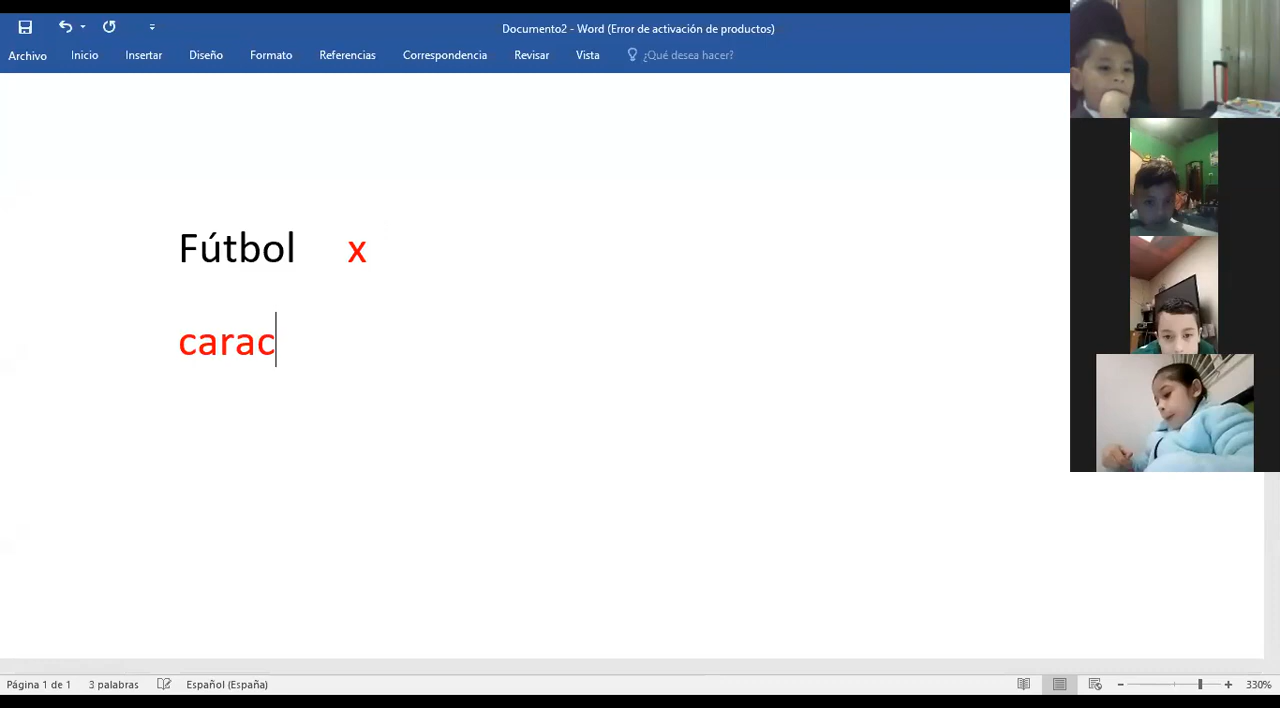 Documento2 - Word (Error de activación de productos)
Archivo Inicio Insertar Diseño Formato Referencias Correspondencia Revisar Vista ¿Qué desea hacer?
Fútbol x
carac
Página 1 de 1 3 palabras Español (España) 330%